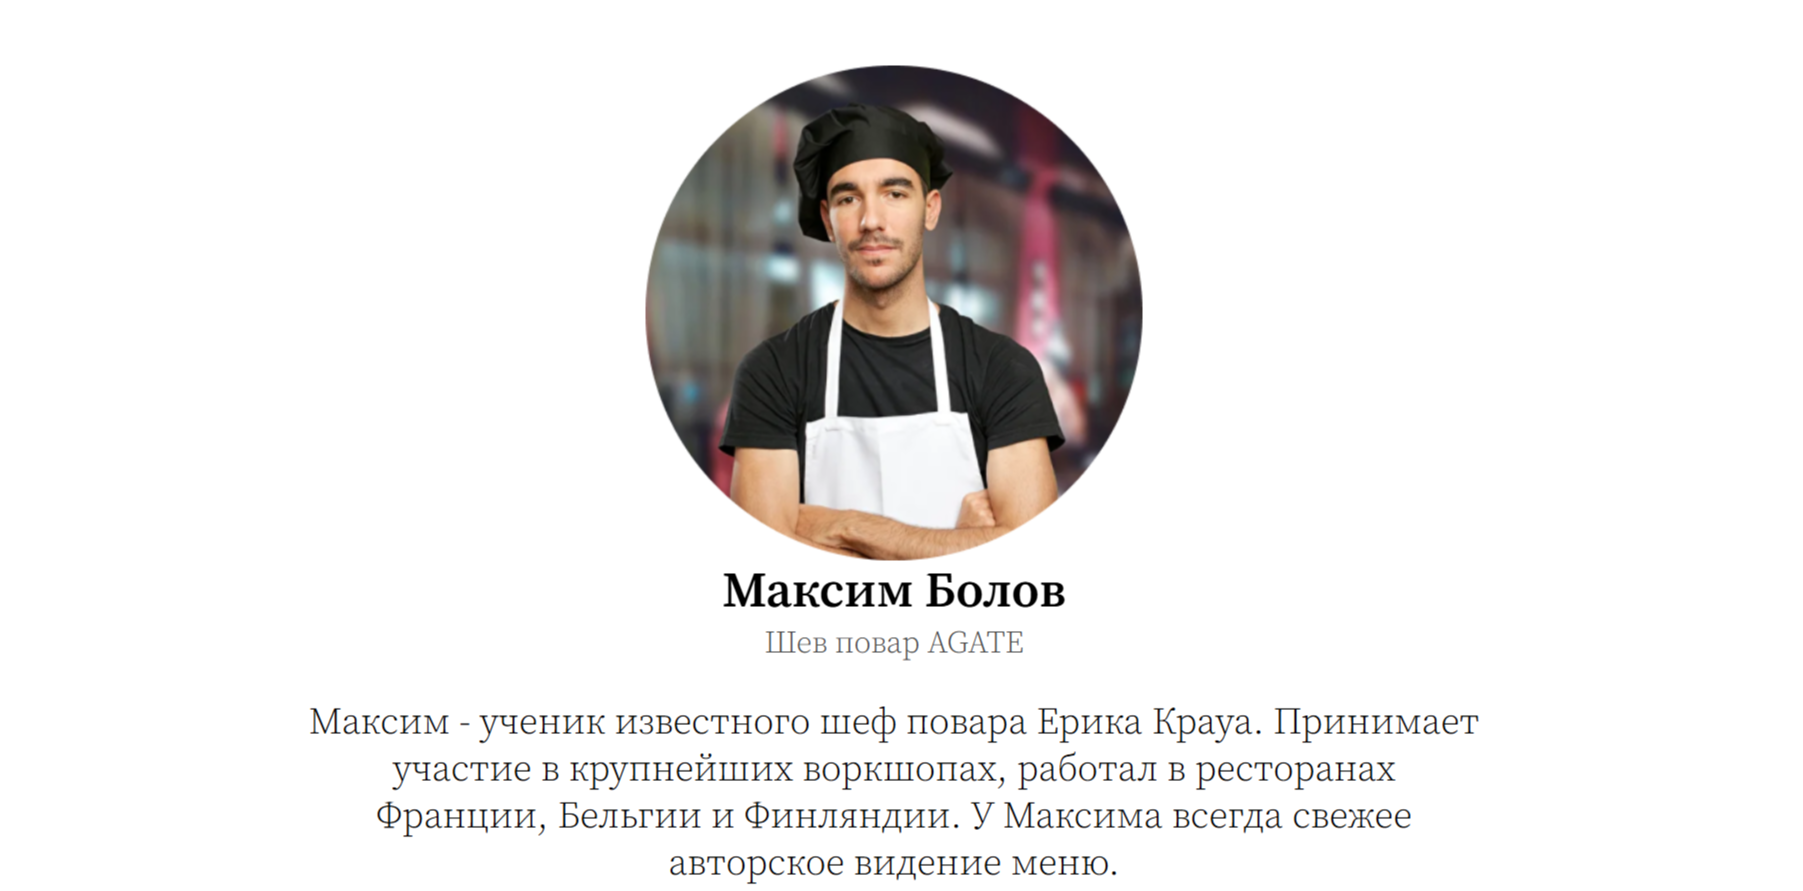 Максим Болов
Шев повар AGATE
Максим - ученик известного шеф повара Ерика Крауа. Принимает
участие в крупнейших воркшопах, работал в ресторанах
Франции, Бельгии и Финляндии. У Максима всегда свежее
авторское видение меню.